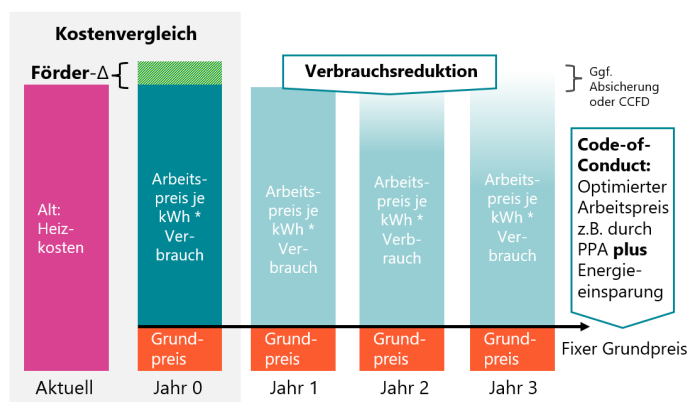 Kostenvergleich
Förder-Δ
Verbrauchsreduktion
Ggf.
Absicherung
oder CCFD
Alt:
Heiz-
kosten
Arbeits-
preis je
kWh *
Ver-
brauch
Arbeits-
preis je
kWh *
Ver-
brauch
Arbeits-
preis je
kWh *
Verb-
rauch
Arbeits-
preis je
kWh *
Ver-
brauch
Code-of-
Conduct:
Optimierter
Arbeitspreis
z.B. durch
PPA plus
Energie-
einsparung
Grund-
preis
Grund-
preis
Grund-
preis
Grund-
preis
Fixer Grundpreis
Aktuell
Jahr 0
Jahr 1
Jahr 2
Jahr 3